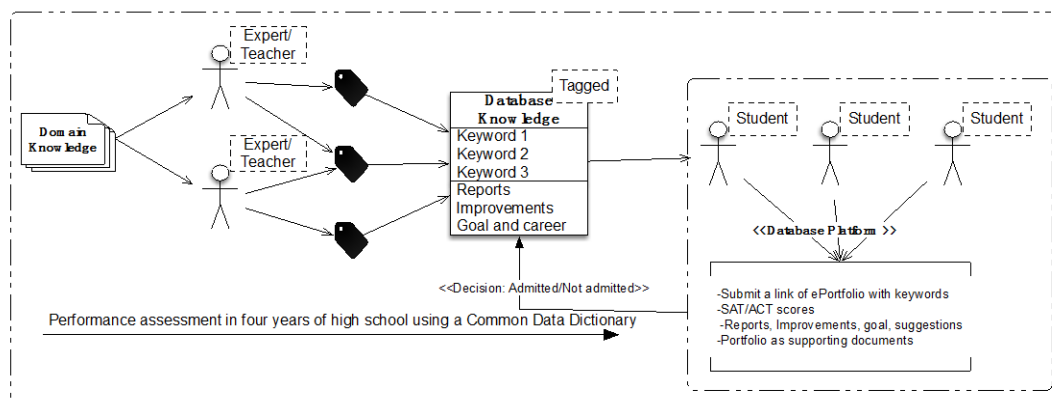 Expert/
Teacher
Domain
Knowledge
Expert/
Teacher
Tagged
Database
Knowledge
Keyword 1
Keyword 2
Keyword 3
Reports
Improvements
Goal and career
Student
Student
Student
<<Database Platform >>
<<Decision: Admitted/Not admitted>>
-Submit a link of ePortfolio with keywords
-SAT/ACT scores
-Reports, Improvements, goal, suggestions
-Portfolio as supporting documents
Performance assessment in four years of high school using a Common Data Dictionary